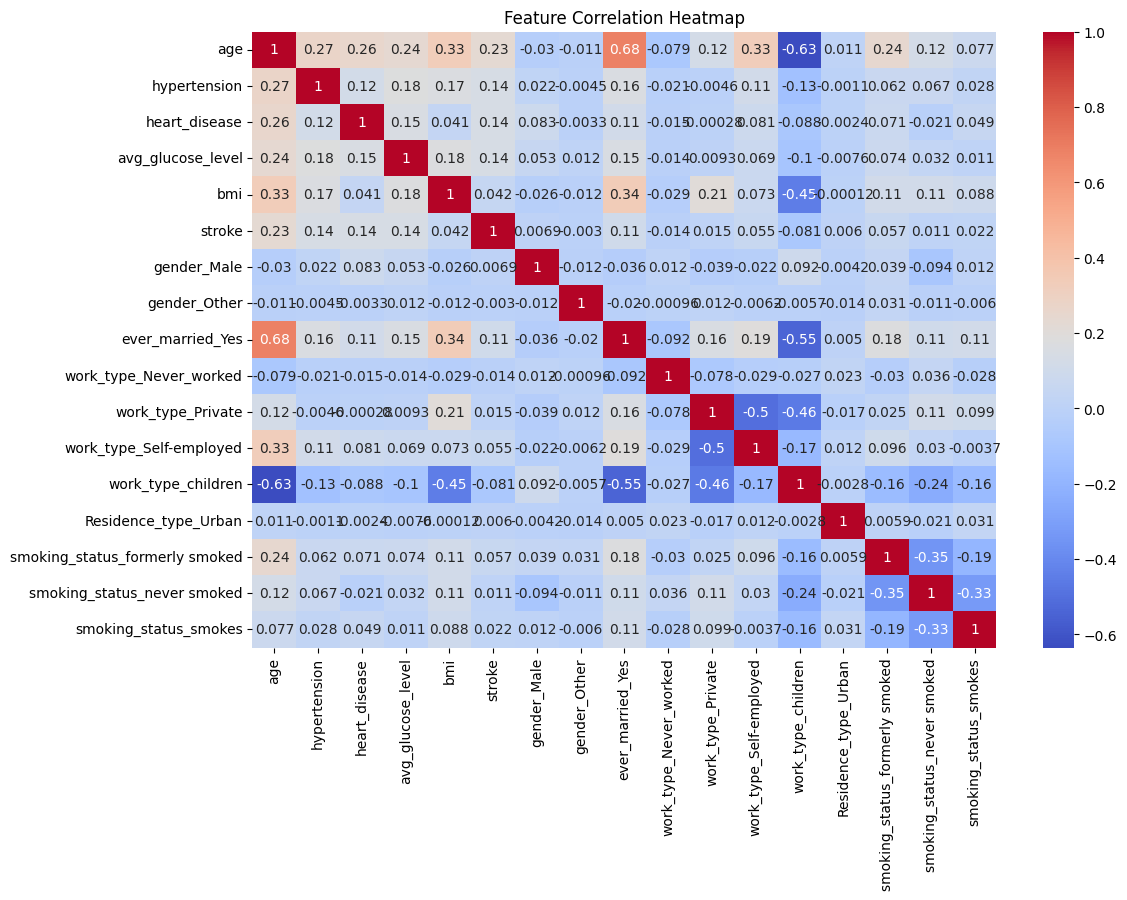 Feature Correlation Heatmap
age 1 0.27 0.26 0.24 0.33 0.23 -0.03 -0.011 0.68 -0.079 0.12 0.33 -0.63 0.011 0.24 0.12 0.077
hypertension 0.27 1 0.12 0.18 0.17 0.14 0.022 -0.0045 0.16 -0.021 -0.0046 0.11 -0.13 -0.0011 0.062 0.067 0.028
heart_disease 0.26 0.12 1 0.15 0.041 0.14 0.083 -0.0033 0.11 -0.015 -0.00028 0.081 -0.088 -0.0024 0.071 -0.021 0.049
avg_glucose_level 0.24 0.18 0.15 1 0.18 0.14 0.053 0.012 0.15 -0.014 0.0093 0.069 -0.1 -0.0076 0.074 0.032 0.011
bmi 0.33 0.17 0.041 0.18 1 0.042 -0.026 -0.012 0.34 -0.029 0.21 0.073 -0.45 -0.00012 0.11 0.11 0.088
stroke 0.23 0.14 0.14 0.14 0.042 1 0.0069 -0.003 0.11 -0.014 0.015 0.055 -0.081 0.006 0.057 0.011 0.022
gender_Male -0.03 0.022 0.083 0.053 -0.026 0.0069 1 -0.012 -0.036 0.012 -0.039 -0.022 0.092 -0.0042 0.039 -0.094 0.012
gender_Other -0.011 -0.0045 -0.0033 0.012 -0.012 -0.003 -0.012 1 -0.02 -0.00096 0.012 -0.0062 -0.0057 -0.014 0.031 -0.011 -0.006
ever_married_Yes 0.68 0.16 0.11 0.15 0.34 0.11 -0.036 -0.02 1 -0.092 0.16 0.19 -0.55 0.005 0.18 0.11 0.11
work_type_Never_worked -0.079 -0.021 -0.015 -0.014 -0.029 -0.014 0.012 -0.00096 -0.092 1 -0.078 -0.029 -0.027 0.023 -0.03 0.036 -0.028
work_type_Private 0.12 -0.0046 -0.00028 0.0093 0.21 0.015 -0.039 0.012 0.16 -0.078 1 -0.5 -0.46 -0.017 0.025 0.11 0.099
work_type_Self-employed 0.33 0.11 0.081 0.069 0.073 0.055 -0.022 -0.0062 0.19 -0.029 -0.5 1 -0.17 0.012 0.096 0.03 -0.0037
work_type_children -0.63 -0.13 -0.088 -0.1 -0.45 -0.081 0.092 -0.0057 -0.55 -0.027 -0.46 -0.17 1 -0.0028 -0.16 -0.24 -0.16
Residence_type_Urban 0.011 -0.0011 -0.0024 -0.0076 -0.00012 0.006 -0.0042 -0.014 0.005 0.023 -0.017 0.012 -0.0028 1 0.0059 -0.021 0.031
smoking_status_formerly smoked 0.24 0.062 0.071 0.074 0.11 0.057 0.039 0.031 0.18 -0.03 0.025 0.096 -0.16 0.0059 1 -0.35 -0.19
smoking_status_never smoked 0.12 0.067 -0.021 0.032 0.11 0.011 -0.094 -0.011 0.11 0.036 0.11 0.03 -0.24 -0.021 -0.35 1 -0.33
smoking_status_smokes 0.077 0.028 0.049 0.011 0.088 0.022 0.012 -0.006 0.11 -0.028 0.099 -0.0037 -0.16 0.031 -0.19 -0.33 1
age
hypertension
heart_disease
avg_glucose_level
bmi
stroke
gender_Male
gender_Other
ever_married_Yes
work_type_Never_worked
work_type_Private
work_type_Self-employed
work_type_children
Residence_type_Urban
smoking_status_formerly smoked
smoking_status_never smoked
smoking_status_smokes
1.0
0.8
0.6
0.4
0.2
0.0
−0.2
−0.4
−0.6